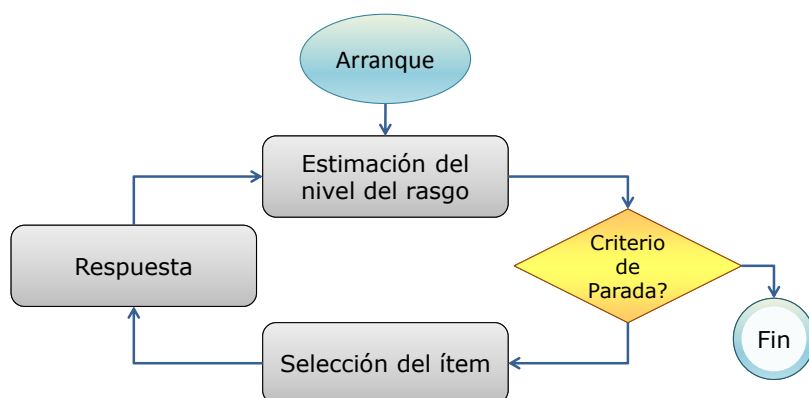 Arranque
Estimación del
nivel del rasgo
Respuesta
Criterio
de
Parada?
Fin
Selección del ítem